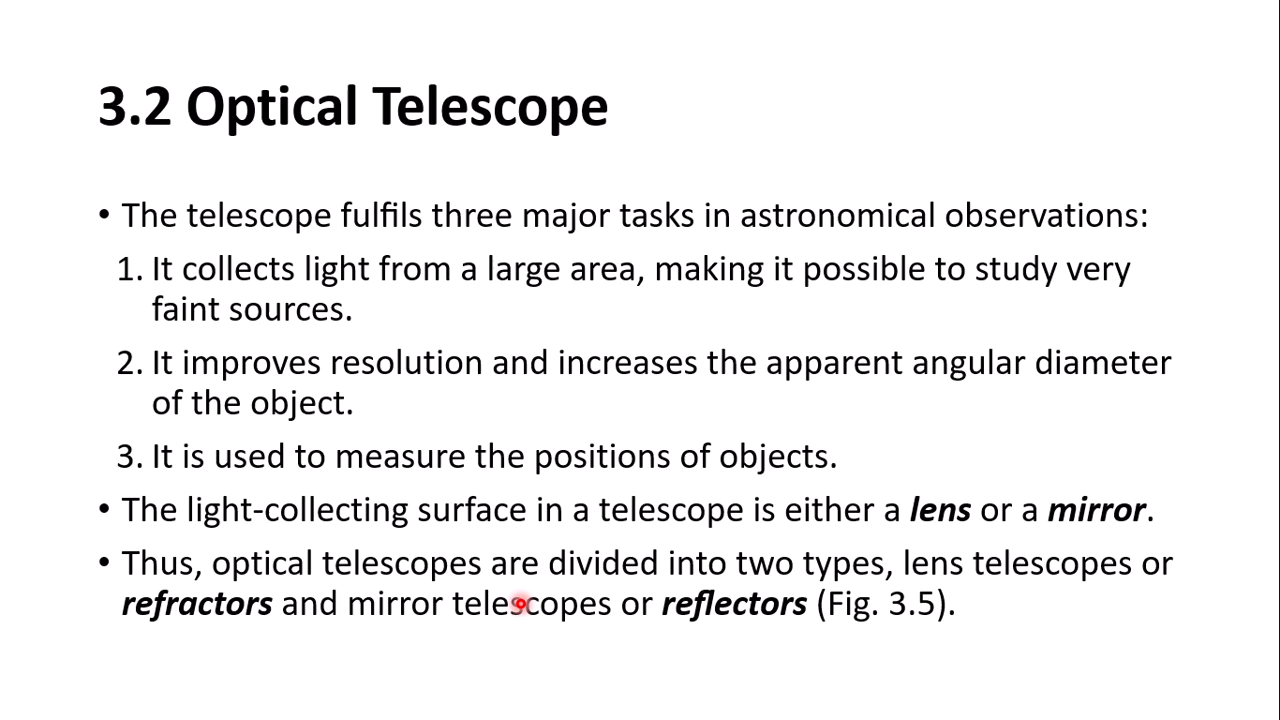 3.2 Optical Telescope
• The telescope fulfils three major tasks in astronomical observations:
1. It collects light from a large area, making it possible to study very
faint sources.
2. It improves resolution and increases the apparent angular diameter
of the object.
3. It is used to measure the positions of objects.
• The light-collecting surface in a telescope is either a lens or a mirror.
• Thus, optical telescopes are divided into two types, lens telescopes or
refractors and mirror telescopes or reflectors (Fig. 3.5).